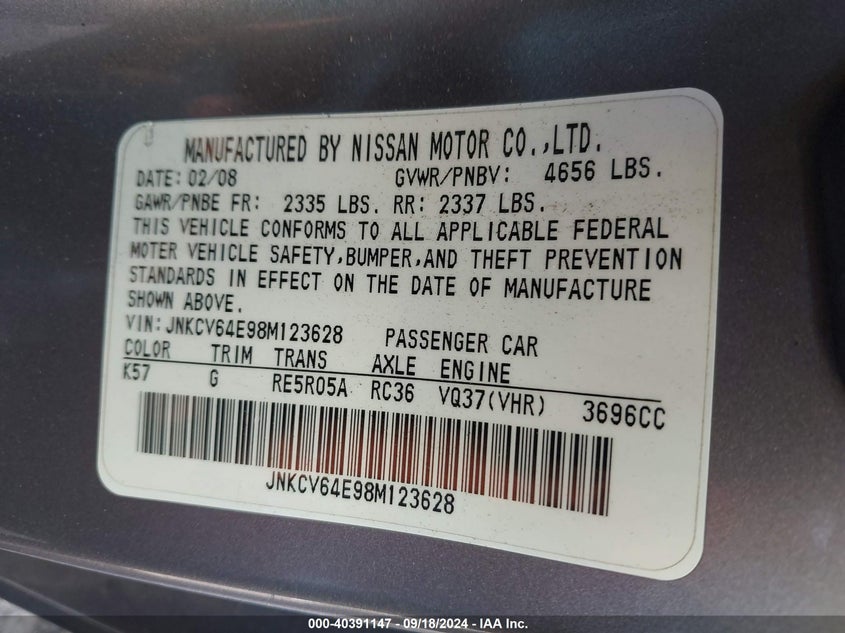 MANUFACTURED BY NISSAN MOTOR CO.,LTD.
DATE: 02/08 GVWR/PNBV: 4656 LBS.
GAWR/PNBE FR: 2335 LBS. RR: 2337 LBS.
THIS VEHICLE CONFORMS TO ALL APPLICABLE FEDERAL
MOTER VEHICLE SAFETY,BUMPER,AND THEFT PREVENTION
STANDARDS IN EFFECT ON THE DATE OF MANUFACTURE
SHOWN ABOVE.
VIN: JNKCV64E98M123628 PASSENGER CAR
COLOR TRIM TRANS AXLE ENGINE
K57 G RE5R05A RC36 VQ37(VHR) 3696CC
JNKCV64E98M123628
000-40391147 - 09/18/2024 - IAA Inc.